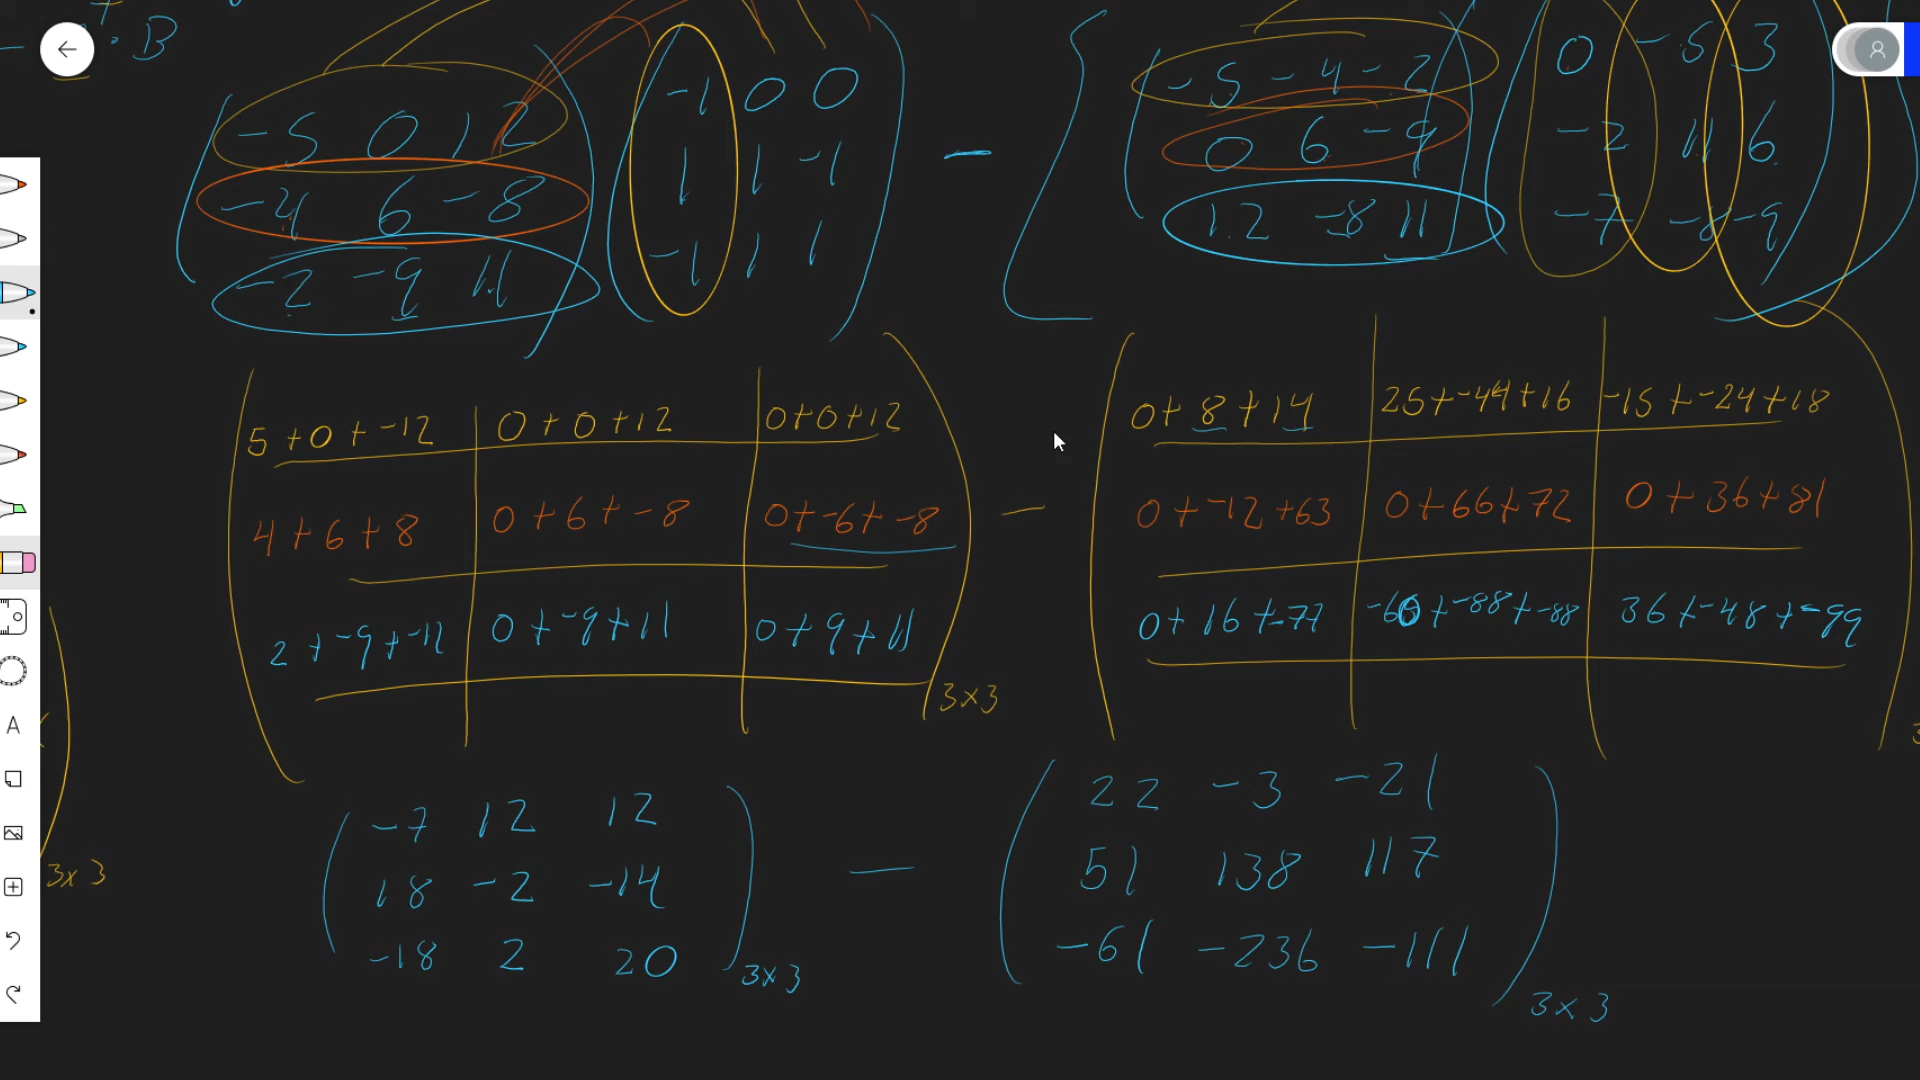 · B
-5 0 12   -1 0 0   -   -5 -4 -2   0 -5 3
-4 6 -8   1 1 -1   0 6 -9   -2 11 6
-2 -9 11   -1 1 1   12 -8 11   -7 -8 -9
5+0+-12   0+0+12   0+0+12   0+8+14   25+-44+16   -15+-24+18
4+6+8   0+6+-8   0+-6+-8   -   0+-12+63   0+66+72   0+36+81
2+-9+-11   0+-9+11   0+9+11   0+16+-77   -60+-88+-88   36+-48+-99
3x3
-7 12 12   22 -3 -21
18 -2 -14   -   51 138 117
-18 2 20   -61 -236 -111
3x3   3x3   3x3
A